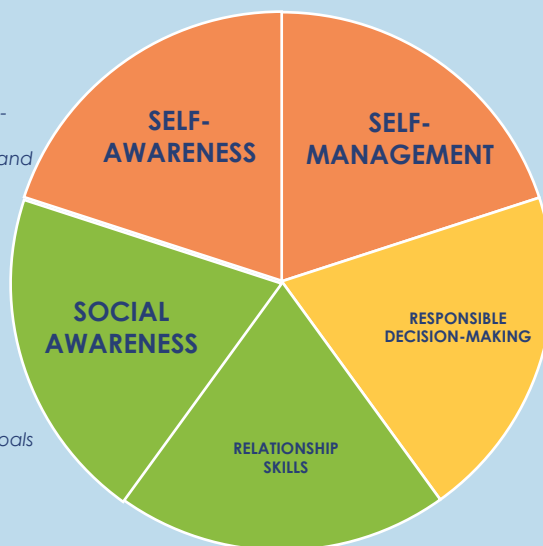 -
and
oals
SELF-
AWARENESS
SELF-
MANAGEMENT
SOCIAL
AWARENESS
RESPONSIBLE
DECISION-MAKING
RELATIONSHIP
SKILLS